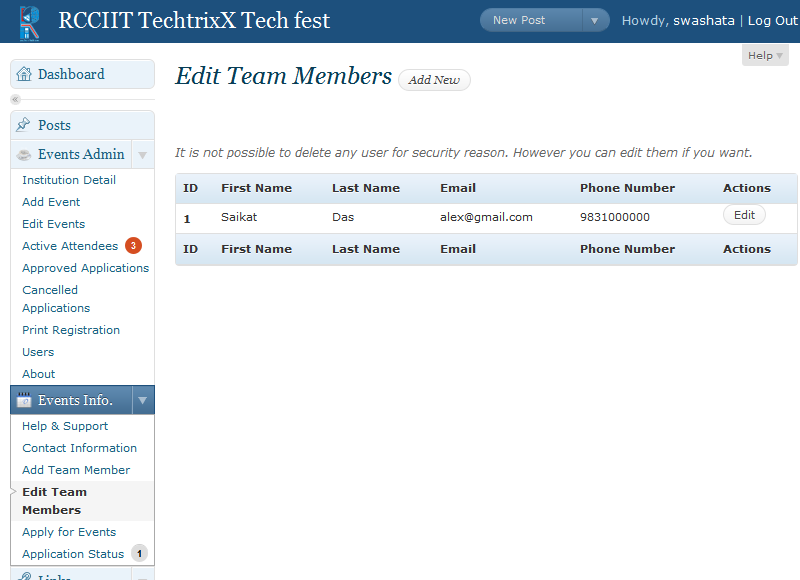 RCCIIT TechtrixX Tech fest
New Post
Howdy, swashata | Log Out
Help
Dashboard
Edit Team Members
Add New
Posts
Events Admin
Institution Detail
Add Event
Edit Events
Active Attendees 3
Approved Applications
Cancelled
Applications
Print Registration
Users
About
Events Info.
Help & Support
Contact Information
Add Team Member
Edit Team
Members
Apply for Events
Application Status 1
Links
It is not possible to delete any user for security reason. However you can edit them if you want.
ID First Name Last Name Email Phone Number Actions
1 Saikat Das alex@gmail.com 9831000000 Edit
ID First Name Last Name Email Phone Number Actions